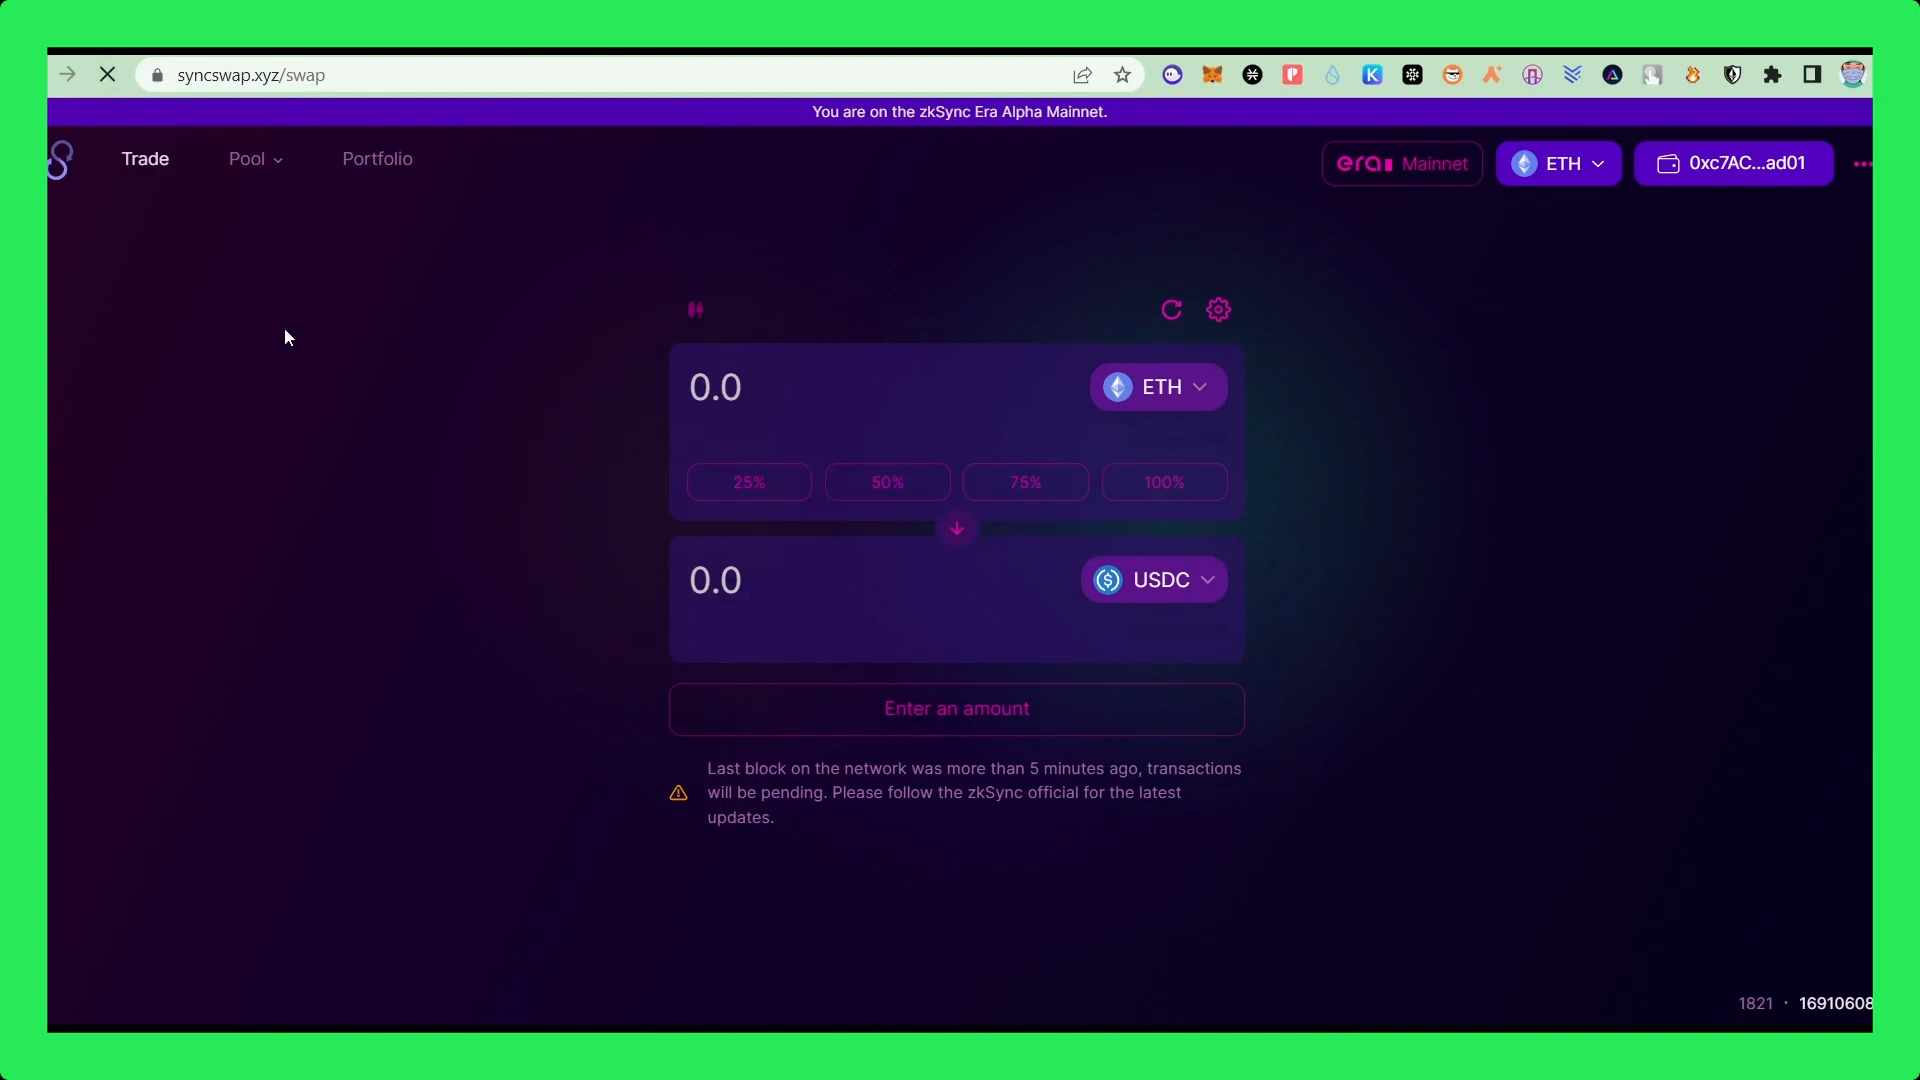 syncswap.xyz/swap
You are on the zkSync Era Alpha Mainnet.
Trade
Pool
Portfolio
era Mainnet
ETH
0xc7AC...ad01
0.0
ETH
25%
50%
75%
100%
0.0
USDC
Enter an amount
Last block on the network was more than 5 minutes ago, transactions
will be pending. Please follow the zkSync official for the latest
updates.
1821 · 16910608